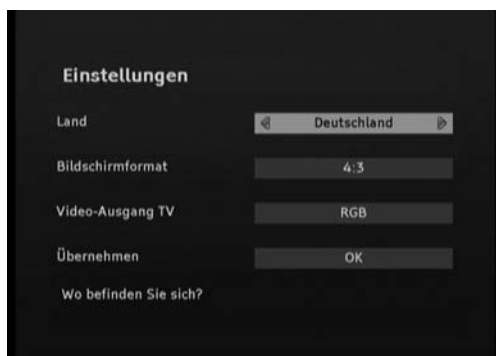 Einstellungen
Land Deutschland
Bildschirmformat 4:3
Video-Ausgang TV RGB
Übernehmen OK
Wo befinden Sie sich?